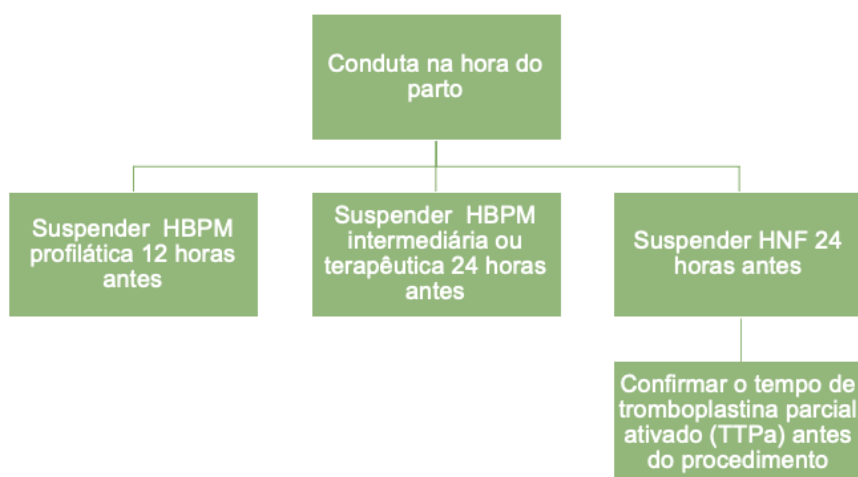 Conduta na hora do
parto
Suspender HBPM
profilática 12 horas
antes
Suspender HBPM
intermediária ou
terapêutica 24 horas
antes
Suspender HNF 24
horas antes
Confirmar o tempo de
tromboplastina parcial
ativado (TTPa) antes
do procedimento